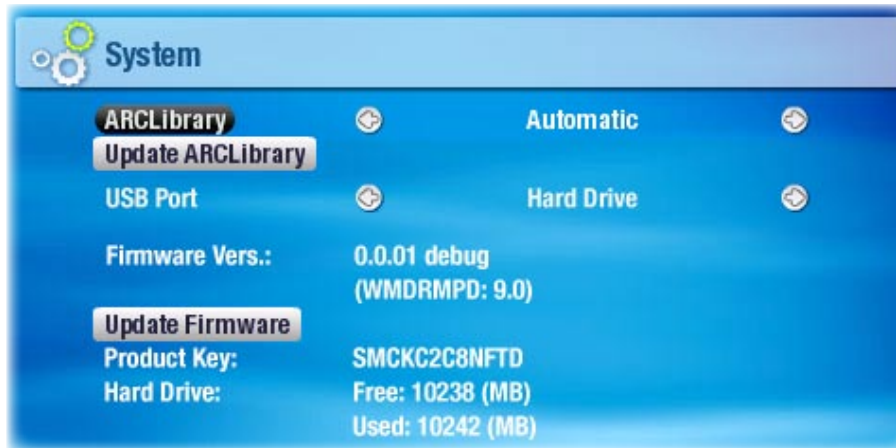 System
ARCLibrary Automatic
Update ARCLibrary
USB Port Hard Drive
Firmware Vers.: 0.0.01 debug
(WMDRMPD: 9.0)
Update Firmware
Product Key: SMCKC2C8NFTD
Hard Drive: Free: 10238 (MB)
Used: 10242 (MB)